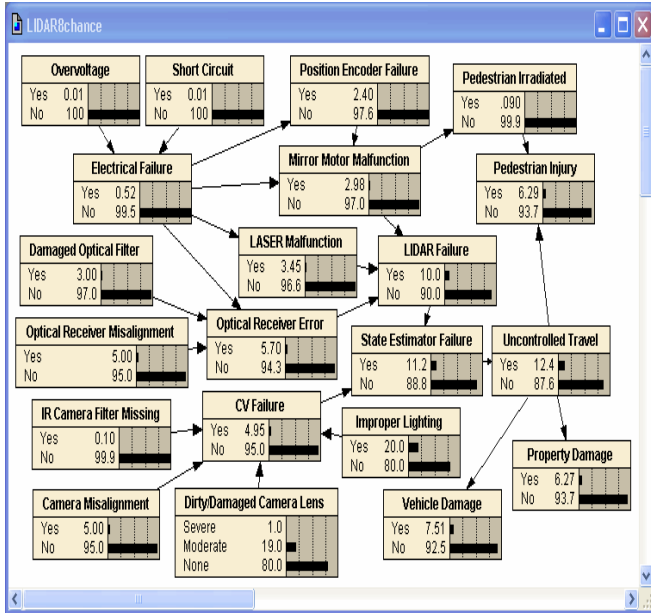 LIDAR8chance
Overvoltage
Yes 0.01
No 100
Short Circuit
Yes 0.01
No 100
Position Encoder Failure
Yes 2.40
No 97.6
Pedestrian Irradiated
Yes .090
No 99.9
Electrical Failure
Yes 0.52
No 99.5
Mirror Motor Malfunction
Yes 2.98
No 97.0
Pedestrian Injury
Yes 6.29
No 93.7
Damaged Optical Filter
Yes 3.00
No 97.0
LASER Malfunction
Yes 3.45
No 96.6
LIDAR Failure
Yes 10.0
No 90.0
Optical Receiver Misalignment
Yes 5.00
No 95.0
Optical Receiver Error
Yes 5.70
No 94.3
State Estimator Failure
Yes 11.2
No 88.8
Uncontrolled Travel
Yes 12.4
No 87.6
IR Camera Filter Missing
Yes 0.10
No 99.9
CV Failure
Yes 4.95
No 95.0
Improper Lighting
Yes 20.0
No 80.0
Property Damage
Yes 6.27
No 93.7
Camera Misalignment
Yes 5.00
No 95.0
Dirty/Damaged Camera Lens
Severe 1.0
Moderate 19.0
None 80.0
Vehicle Damage
Yes 7.51
No 92.5